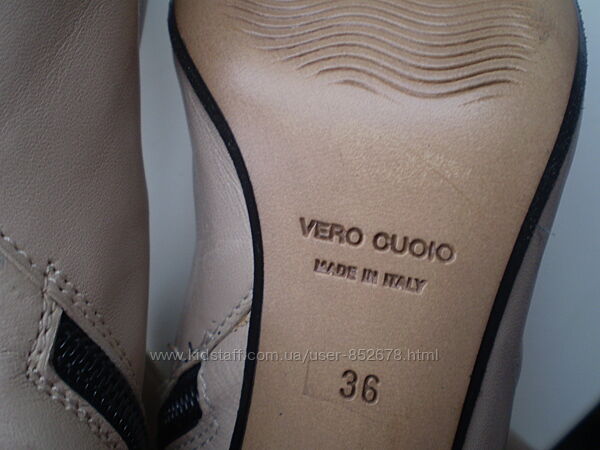 VERO CUOIO
MADE IN ITALY
www.kidstaff.com.ua/user-852678.html
36